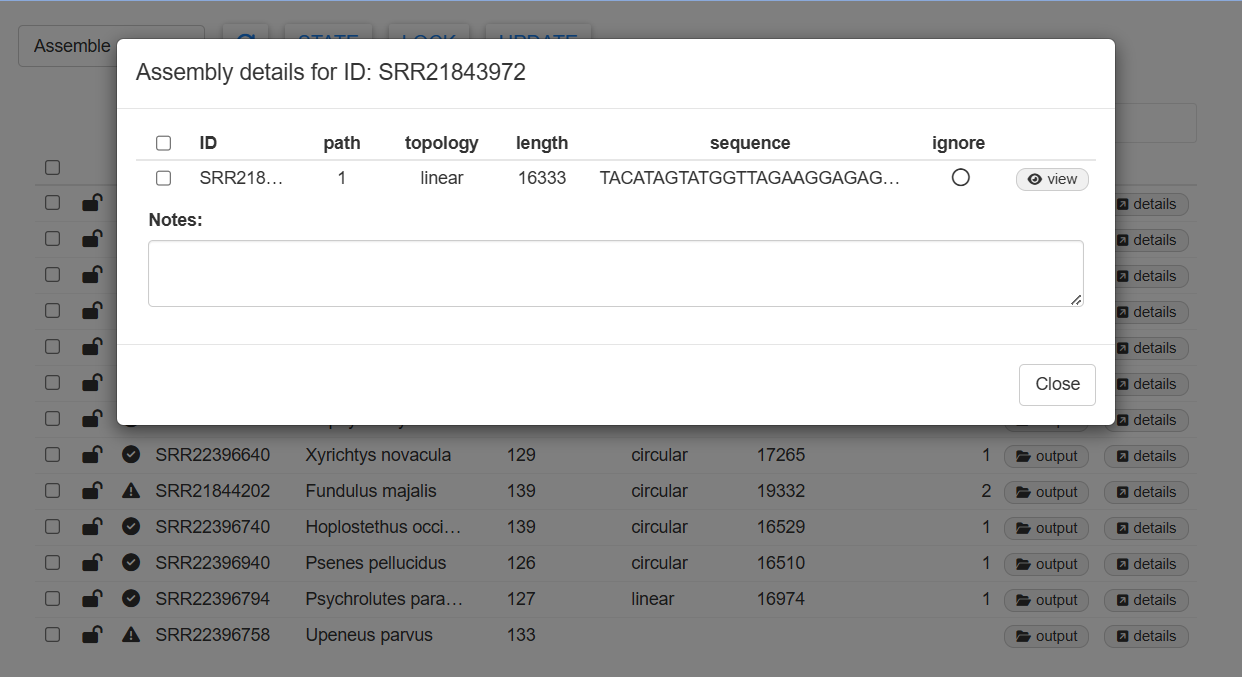 Assemble STATE LOCK UPDATE
Assembly details for ID: SRR21843972
ID path topology length sequence ignore
SRR218… 1 linear 16333 TACATAGTATGGTTAGAAGGAGAG… view
Notes:
Close
details
details
details
details
details
details
details
SRR22396640 Xyrichtys novacula 129 circular 17265 1 output details
SRR21844202 Fundulus majalis 139 circular 19332 2 output details
SRR22396740 Hoplostethus occi… 139 circular 16529 1 output details
SRR22396940 Psenes pellucidus 126 circular 16510 1 output details
SRR22396794 Psychrolutes para… 127 linear 16974 1 output details
SRR22396758 Upeneus parvus 133 output details